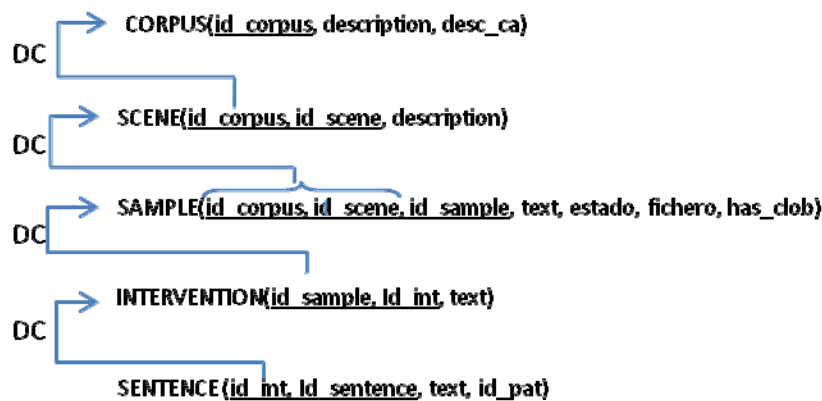 CORPUS(id_corpus, description, desc_ca)
DC
SCENE(id_corpus, id_scene, description)
DC
SAMPLE(id_corpus, id_scene, id_sample, text, estado, fichero, has_clob)
DC
INTERVENTION(id_sample, Id_int, text)
DC
SENTENCE(id_int, Id_sentence, text, id_pat)